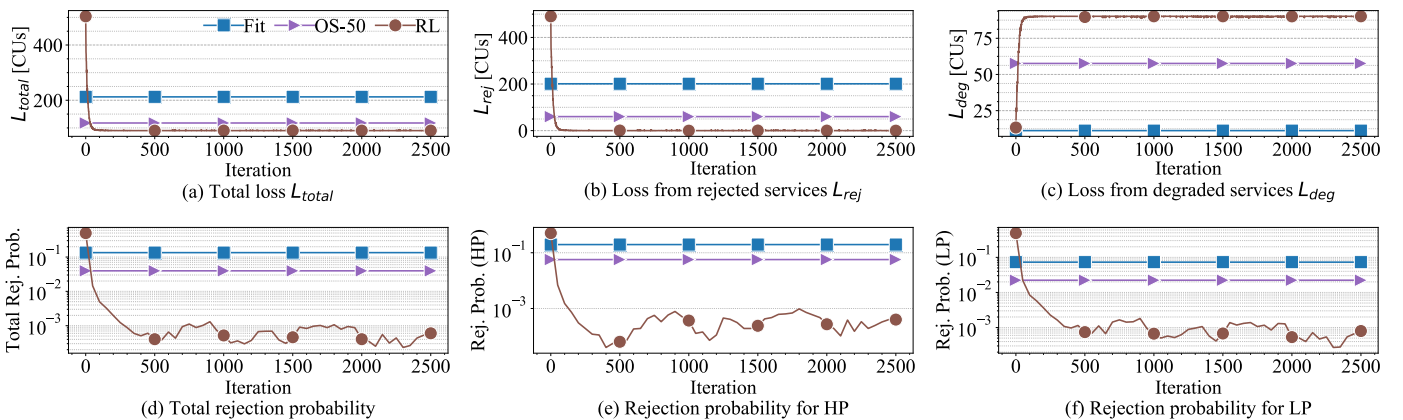 Fit OS-50 RL
L_total [CUs]
400
200
0 500 1000 1500 2000 2500
Iteration
(a) Total loss L_total
L_rej [CUs]
400
200
0
0 500 1000 1500 2000 2500
Iteration
(b) Loss from rejected services L_rej
L_deg [CUs]
75
50
25
0 500 1000 1500 2000 2500
Iteration
(c) Loss from degraded services L_deg
Total Rej. Prob.
10⁻¹
10⁻²
10⁻³
0 500 1000 1500 2000 2500
Iteration
(d) Total rejection probability
Rej. Prob. (HP)
10⁻¹
10⁻³
0 500 1000 1500 2000 2500
Iteration
(e) Rejection probability for HP
Rej. Prob. (LP)
10⁻¹
10⁻²
10⁻³
0 500 1000 1500 2000 2500
Iteration
(f) Rejection probability for LP